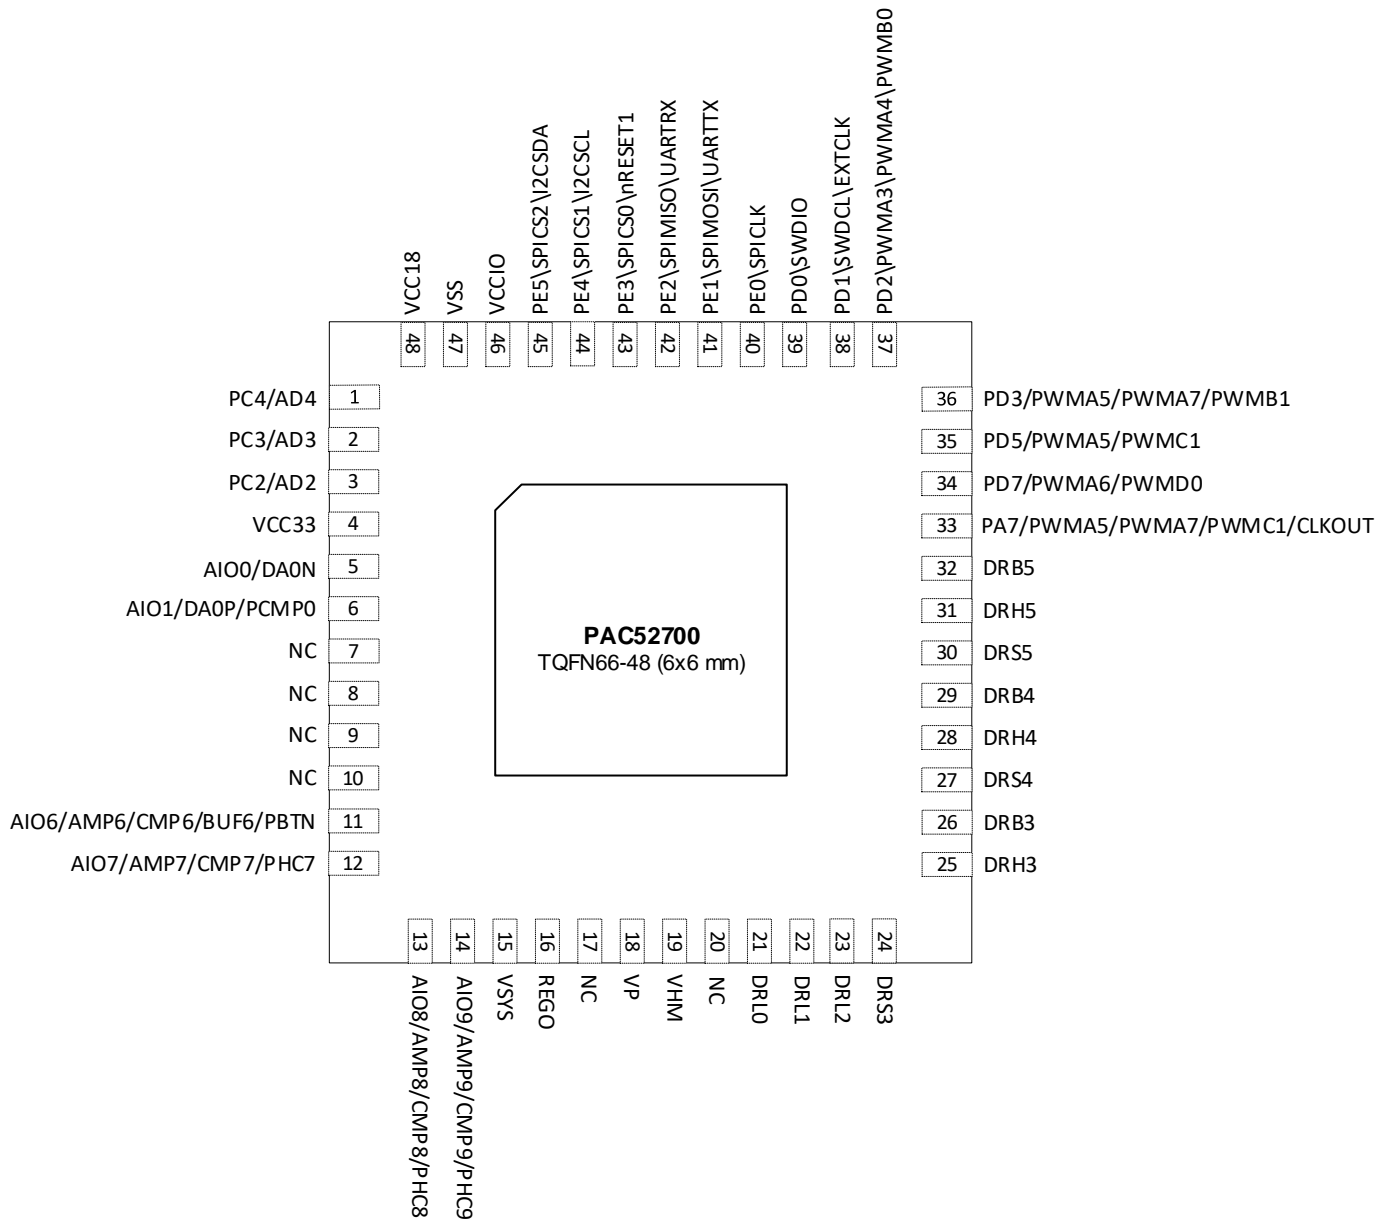 VCC18
VSS
VCCIO
PE5\SPICS2\I2CSDA
PE4\SPICS1\I2CSCL
PE3\SPICS0\nRESET1
PE2\SPIMISO\UARTRX
PE1\SPIMOSI\UARTTX
PE0\SPICLK
PD0\SWDIO
PD1\SWDCL\EXTCLK
PD2\PWMA3\PWMA4\PWMB0
48
47
46
45
44
43
42
41
40
39
38
37
PC4/AD4 1
PC3/AD3 2
PC2/AD2 3
VCC33 4
AIO0/DA0N 5
AIO1/DA0P/PCMP0 6
NC 7
NC 8
NC 9
NC 10
AIO6/AMP6/CMP6/BUF6/PBTN 11
AIO7/AMP7/CMP7/PHC7 12
PAC52700
TQFN66-48 (6x6 mm)
36 PD3/PWMA5/PWMA7/PWMB1
35 PD5/PWMA5/PWMC1
34 PD7/PWMA6/PWMD0
33 PA7/PWMA5/PWMA7/PWMC1/CLKOUT
32 DRB5
31 DRH5
30 DRS5
29 DRB4
28 DRH4
27 DRS4
26 DRB3
25 DRH3
13
14
15
16
17
18
19
20
21
22
23
24
AIO8/AMP8/CMP8/PHC8
AIO9/AMP9/CMP9/PHC9
VSYS
REGO
NC
VP
VHM
NC
DRL0
DRL1
DRL2
DRS3